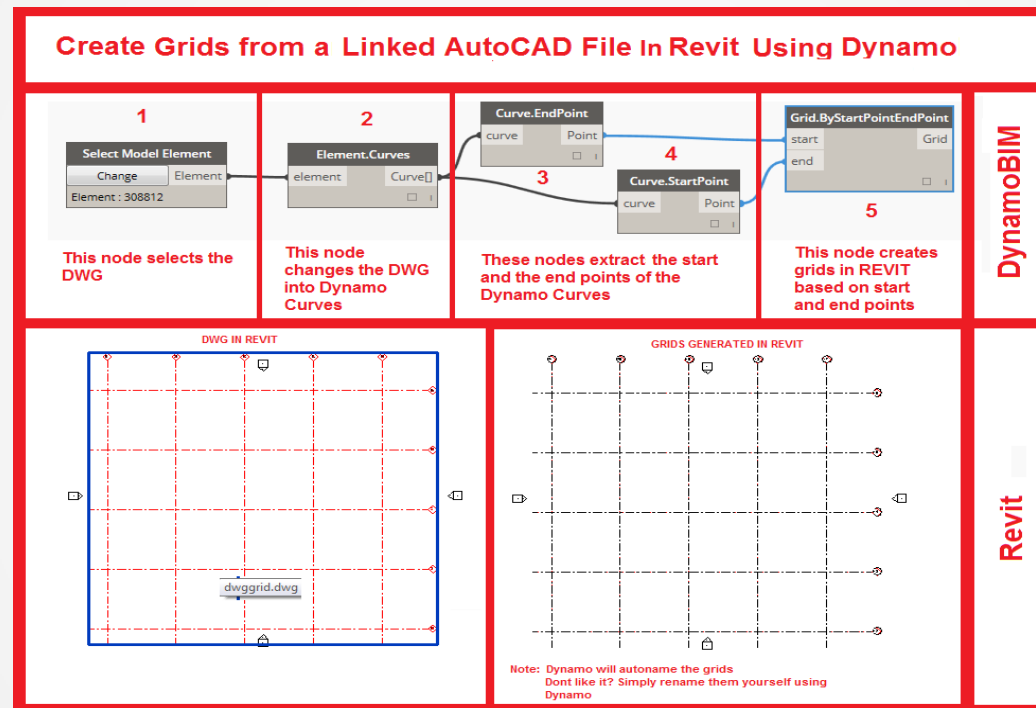 Create Grids from a Linked AutoCAD File In Revit Using Dynamo
1
Select Model Element
Change Element
Element : 308812
This node selects the
DWG
2
Element.Curves
element Curve[]
This node
changes the DWG
into Dynamo
Curves
Curve.EndPoint
curve Point
3
4
Curve.StartPoint
curve Point
These nodes extract the start
and the end points of the
Dynamo Curves
Grid.ByStartPointEndPoint
start Grid
end
5
This node creates
grids in REVIT
based on start
and end points
DynamoBIM
DWG IN REVIT
dwggrid.dwg
GRIDS GENERATED IN REVIT
Note: Dynamo will autoname the grids
Dont like it? Simply rename them yourself using
Dynamo
Revit